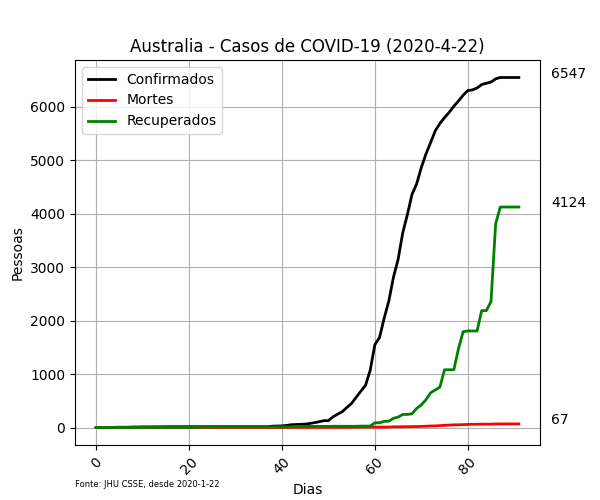 Australia - Casos de COVID-19 (2020-4-22)
Confirmados
Mortes
Recuperados
6547
4124
67
6000
5000
4000
3000
2000
1000
0
Pessoas
0
20
40
60
80
Dias
Fonte: JHU CSSE, desde 2020-1-22